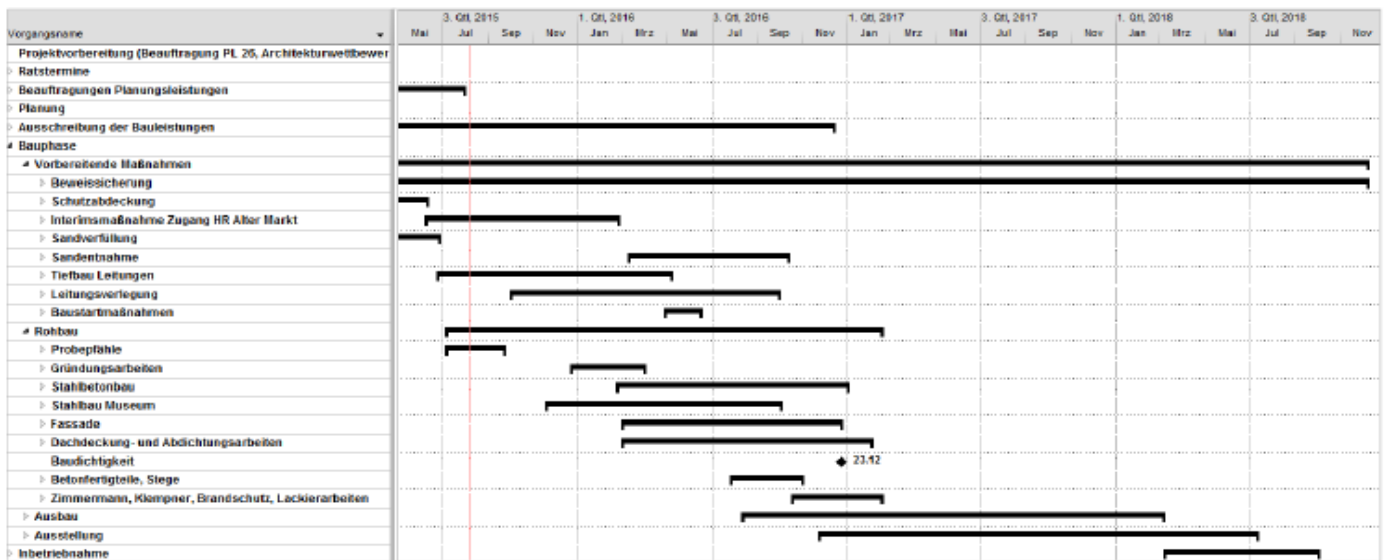 3. Qtl, 2015 1. Qtl, 2016 3. Qtl, 2016 1. Qtl, 2017 3. Qtl, 2017 1. Qtl, 2018 3. Qtl, 2018
Vorgangsname Mai Jul Sep Nov Jan Mrz Mai Jul Sep Nov Jan Mrz Mai Jul Sep Nov Jan Mrz Mai Jul Sep Nov
Projektvorbereitung (Beauftragung PL 26, Architekturwettbewer
Ratstermine
Beauftragungen Planungsleistungen
Planung
Ausschreibung der Bauleistungen
Bauphase
Vorbereitende Maßnahmen
Beweissicherung
Schutzabdeckung
Interimsmaßnahme Zugang HR Alter Markt
Sandverfüllung
Sandentnahme
Tiefbau Leitungen
Leitungsverlegung
Baustartmaßnahmen
Rohbau
Probepfähle
Gründungsarbeiten
Stahlbetonbau
Stahlbau Museum
Fassade
Dachdeckung- und Abdichtungsarbeiten
Baudichtigkeit 23.12
Betonfertigteile, Stege
Zimmermann, Klempner, Brandschutz, Lackierarbeiten
Ausbau
Ausstellung
Inbetriebnahme